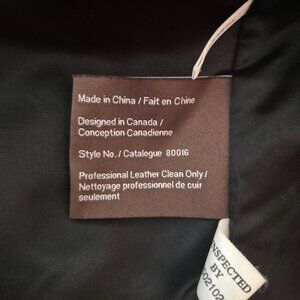 Made in China / Fait en Chine
Designed in Canada /
Conception Canadienne
Style No. / Catalogue 80016
Professional Leather Clean Only /
Nettoyage professionnel de cuir
seulement
INSPECTED
BY